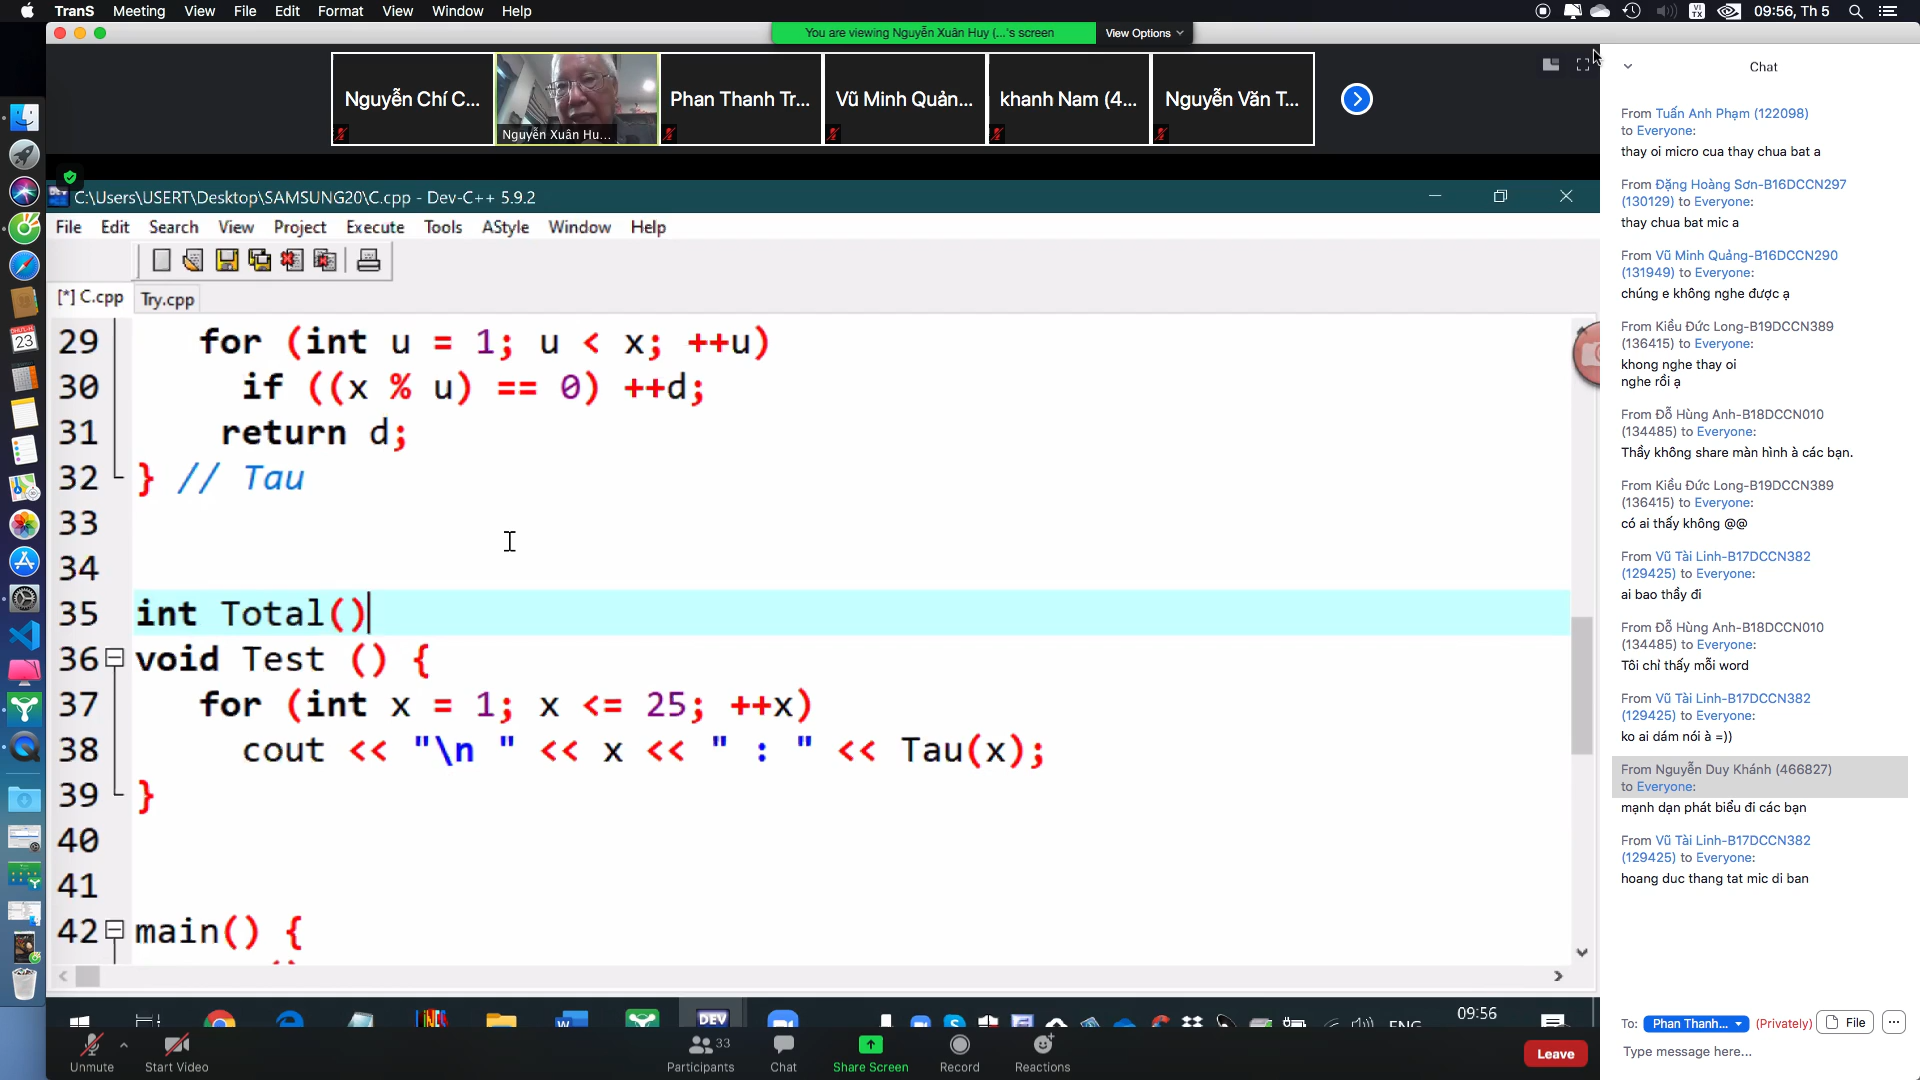 TranS Meeting View File Edit Format View Window Help
09:56, Th 5
You are viewing Nguyễn Xuân Huy (...'s screen
View Options
Nguyễn Chí C...
Nguyễn Xuân Hu...
Phan Thanh Tr...
Vũ Minh Quản...
khanh Nam (4...
Nguyễn Văn T...
C:\Users\USERT\Desktop\SAMSUNG20\C.cpp - Dev-C++ 5.9.2
File Edit Search View Project Execute Tools AStyle Window Help
[*] C.cpp Try.cpp
29 for (int u = 1; u < x; ++u)
30 if ((x % u) == 0) ++d;
31 return d;
32 } // Tau
33
34
35 int Total()
36 void Test () {
37 for (int x = 1; x <= 25; ++x)
38 cout << "\n " << x << " : " << Tau(x);
39 }
40
41
42 main() {
DEV
ENG
09:56
Unmute
Start Video
Participants 33
Chat
Share Screen
Record
Reactions
Leave
Chat
From Tuấn Anh Phạm (122098)
to Everyone:
thay oi micro cua thay chua bat a
From Đặng Hoàng Sơn-B16DCCN297
(130129) to Everyone:
thay chua bat mic a
From Vũ Minh Quảng-B16DCCN290
(131949) to Everyone:
chúng e không nghe được ạ
From Kiều Đức Long-B19DCCN389
(136415) to Everyone:
khong nghe thay oi
nghe rồi ạ
From Đỗ Hùng Anh-B18DCCN010
(134485) to Everyone:
Thầy không share màn hình à các bạn.
From Kiều Đức Long-B19DCCN389
(136415) to Everyone:
có ai thấy không @@
From Vũ Tài Linh-B17DCCN382
(129425) to Everyone:
ai bao thầy đi
From Đỗ Hùng Anh-B18DCCN010
(134485) to Everyone:
Tôi chỉ thấy mỗi word
From Vũ Tài Linh-B17DCCN382
(129425) to Everyone:
ko ai dám nói à =))
From Nguyễn Duy Khánh (466827)
to Everyone:
mạnh dạn phát biểu đi các bạn
From Vũ Tài Linh-B17DCCN382
(129425) to Everyone:
hoang duc thang tat mic di ban
To: Phan Thanh... (Privately) File
Type message here...